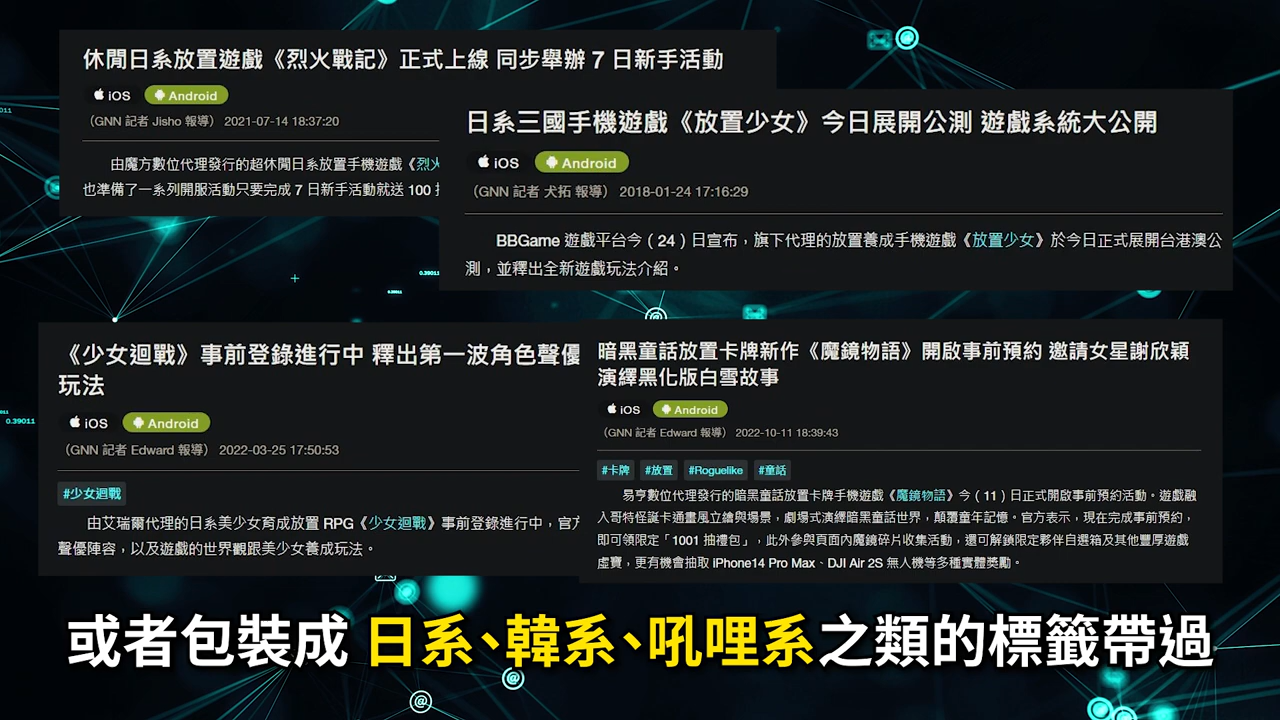 休閒日系放置遊戲《烈火戰記》正式上線 同步舉辦 7 日新手活動
iOS Android
（GNN 記者 Jisho 報導） 2021-07-14 18:37:20
由魔方數位代理發行的超休閒日系放置手機遊戲《烈火
也準備了一系列開服活動只要完成 7 日新手活動就送 100
日系三國手機遊戲《放置少女》今日展開公測 遊戲系統大公開
iOS Android
（GNN 記者 犬拓 報導） 2018-01-24 17:16:29
BBGame 遊戲平台今（24）日宣布，旗下代理的放置養成手機遊戲《放置少女》於今日正式展開台港澳公
測，並釋出全新遊戲玩法介紹。
《少女迴戰》事前登錄進行中 釋出第一波角色聲優
玩法
iOS Android
（GNN 記者 Edward 報導） 2022-03-25 17:50:53
#少女迴戰
由艾瑞爾代理的日系美少女育成放置 RPG《少女迴戰》事前登錄進行中，官方
聲優陣容，以及遊戲的世界觀跟美少女養成玩法。
暗黑童話放置卡牌新作《魔鏡物語》開啟事前預約 邀請女星謝欣穎
演繹黑化版白雪故事
iOS Android
（GNN 記者 Edward 報導） 2022-10-11 18:39:43
#卡牌 #放置 #Roguelike #童話
易亨數位代理發行的暗黑童話放置卡牌手機遊戲《魔鏡物語》今（11）日正式開啟事前預約活動。遊戲融
入哥特怪誕卡通畫風立繪與場景，劇場式演繹暗黑童話世界，顛覆童年記憶。官方表示，現在完成事前預約，
即可領限定「1001 抽禮包」，此外參與頁面內魔鏡碎片收集活動，還可解鎖限定夥伴自選箱及其他豐厚遊戲
虛寶，更有機會抽取 iPhone14 Pro Max、DJI Air 2S 無人機等多種實體獎勵。
或者包裝成 日系、韓系、吼哩系之類的標籤帶過
0.39011
0.39011